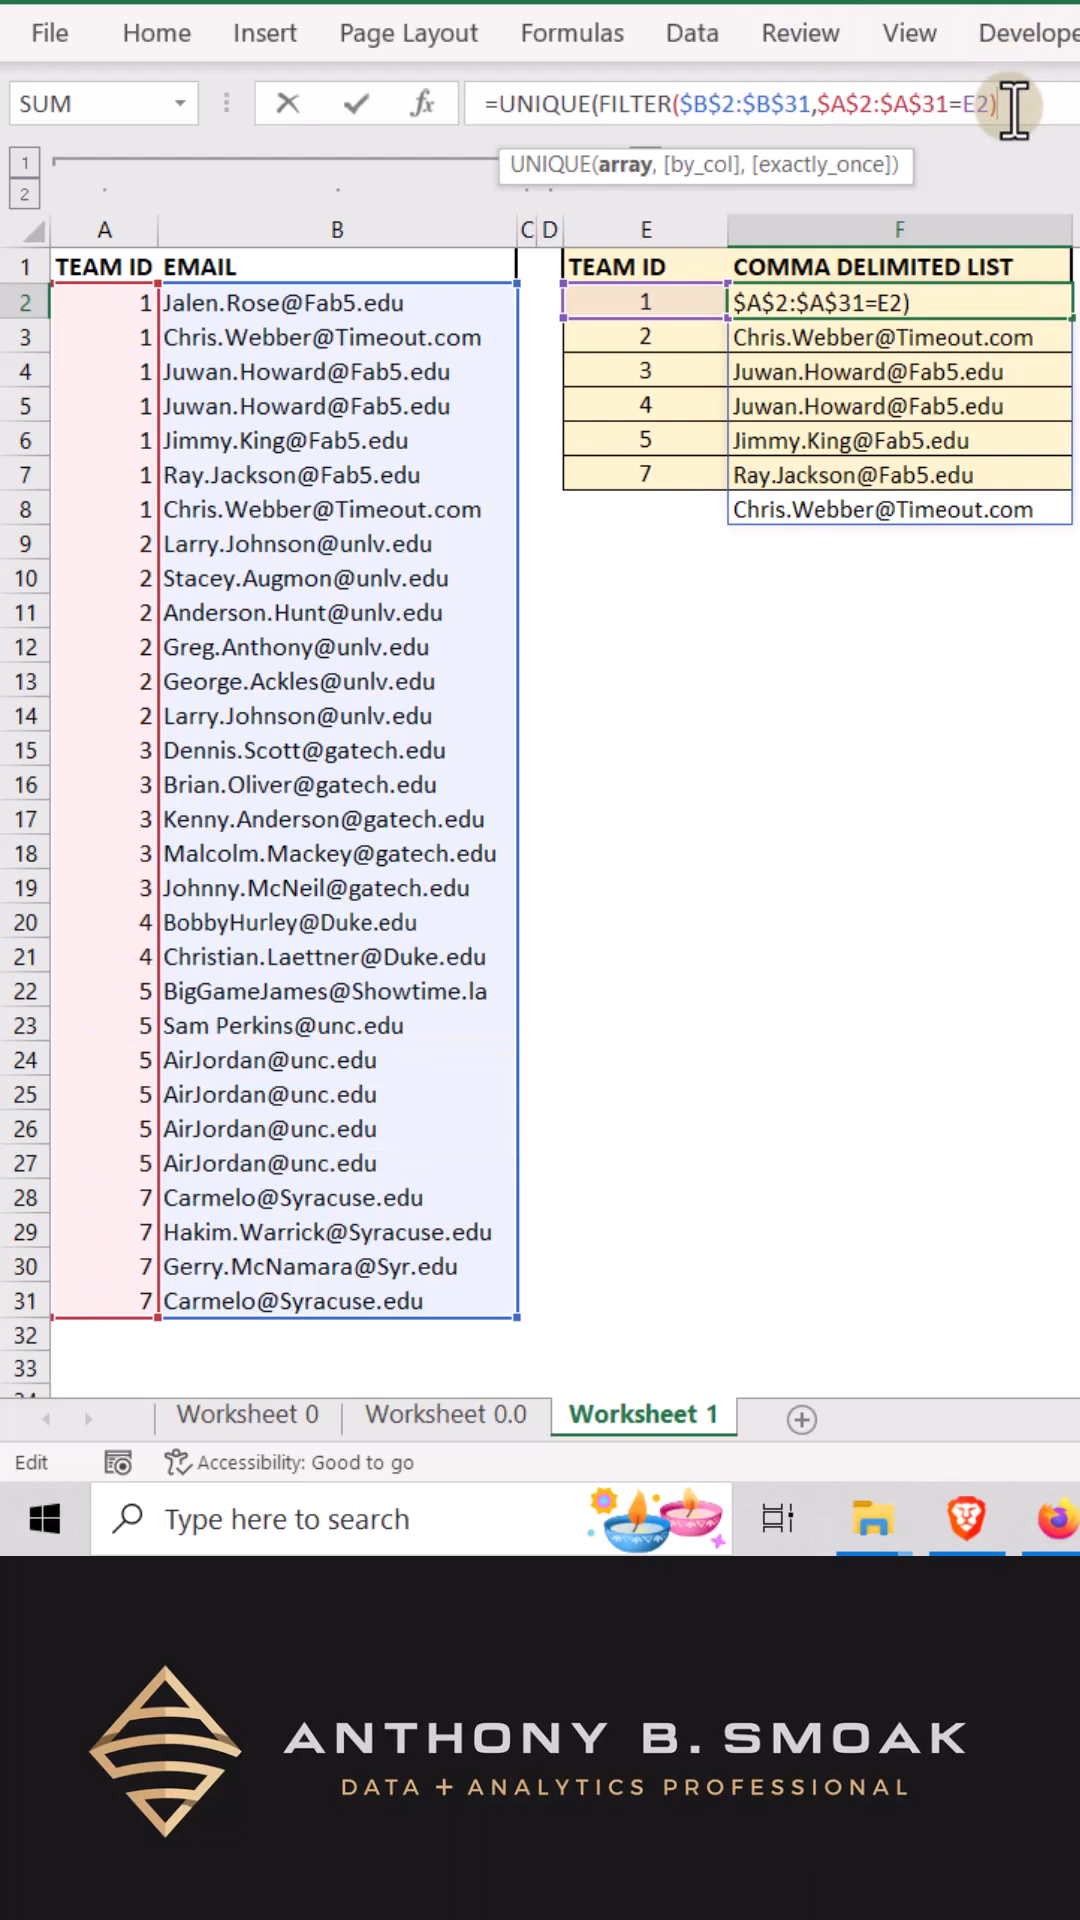 File Home Insert Page Layout Formulas Data Review View Develope
SUM fx =UNIQUE(FILTER($B$2:$B$31,$A$2:$A$31=E2)
1
UNIQUE(array, [by_col], [exactly_once])
2
A B C D E F
1 TEAM ID EMAIL TEAM ID COMMA DELIMITED LIST
2 1 Jalen.Rose@Fab5.edu 1 $A$2:$A$31=E2)
3 1 Chris.Webber@Timeout.com 2 Chris.Webber@Timeout.com
4 1 Juwan.Howard@Fab5.edu 3 Juwan.Howard@Fab5.edu
5 1 Juwan.Howard@Fab5.edu 4 Juwan.Howard@Fab5.edu
6 1 Jimmy.King@Fab5.edu 5 Jimmy.King@Fab5.edu
7 1 Ray.Jackson@Fab5.edu 7 Ray.Jackson@Fab5.edu
8 1 Chris.Webber@Timeout.com Chris.Webber@Timeout.com
9 2 Larry.Johnson@unlv.edu
10 2 Stacey.Augmon@unlv.edu
11 2 Anderson.Hunt@unlv.edu
12 2 Greg.Anthony@unlv.edu
13 2 George.Ackles@unlv.edu
14 2 Larry.Johnson@unlv.edu
15 3 Dennis.Scott@gatech.edu
16 3 Brian.Oliver@gatech.edu
17 3 Kenny.Anderson@gatech.edu
18 3 Malcolm.Mackey@gatech.edu
19 3 Johnny.McNeil@gatech.edu
20 4 BobbyHurley@Duke.edu
21 4 Christian.Laettner@Duke.edu
22 5 BigGameJames@Showtime.la
23 5 Sam Perkins@unc.edu
24 5 AirJordan@unc.edu
25 5 AirJordan@unc.edu
26 5 AirJordan@unc.edu
27 5 AirJordan@unc.edu
28 7 Carmelo@Syracuse.edu
29 7 Hakim.Warrick@Syracuse.edu
30 7 Gerry.McNamara@Syr.edu
31 7 Carmelo@Syracuse.edu
32
33
Worksheet 0 Worksheet 0.0 Worksheet 1
Edit Accessibility: Good to go
Type here to search
ANTHONY B. SMOAK
DATA + ANALYTICS PROFESSIONAL